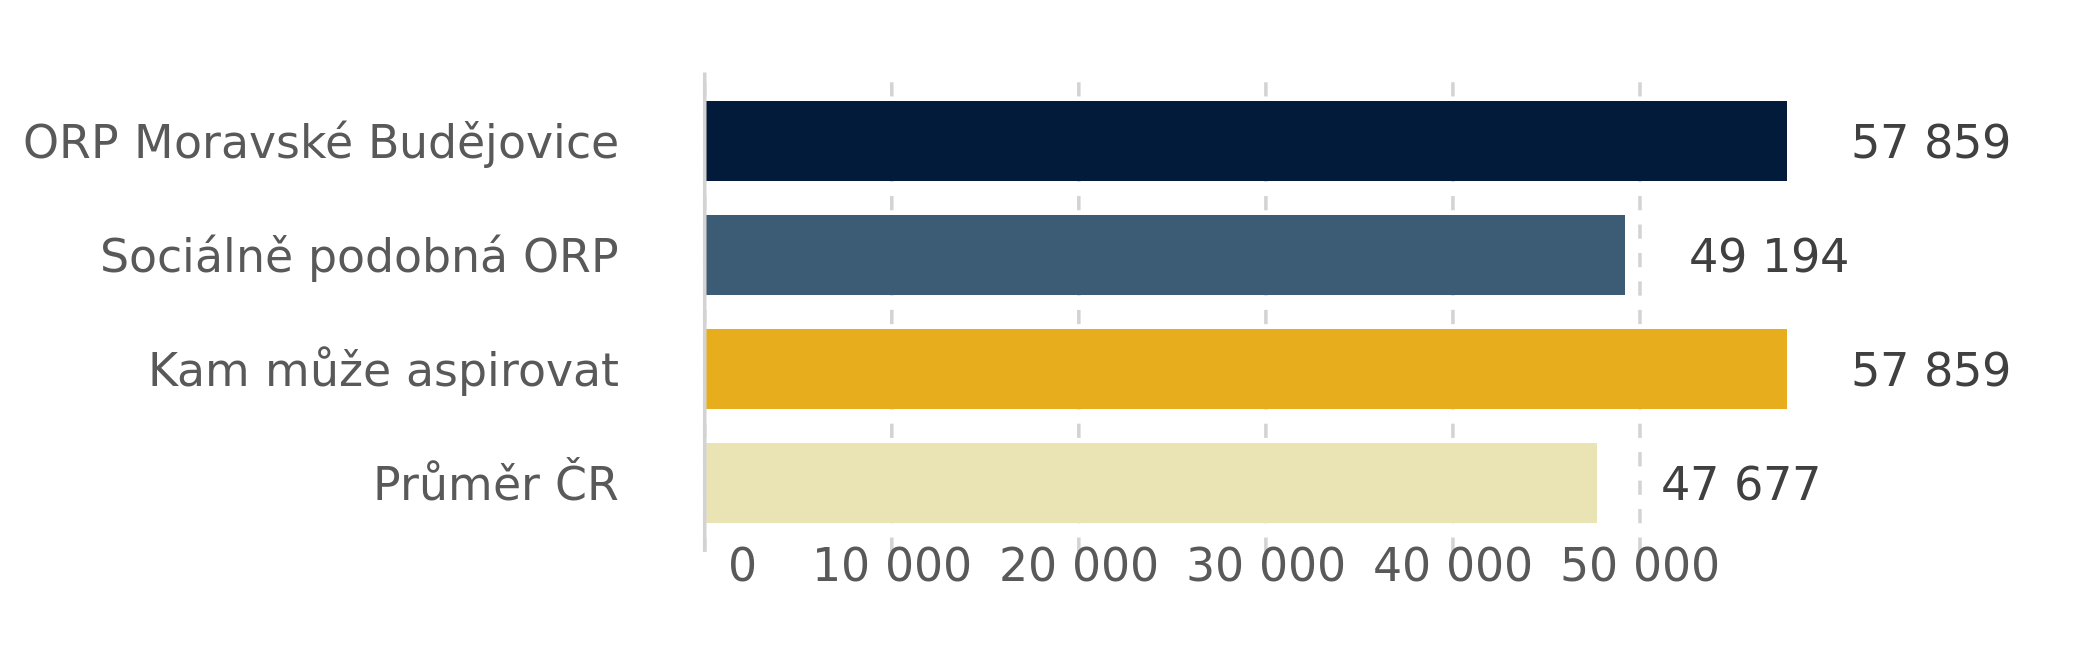 ORP Moravské Budějovice 57 859
Sociálně podobná ORP 49 194
Kam může aspirovat 57 859
Průměr ČR 47 677
0 10 000 20 000 30 000 40 000 50 000